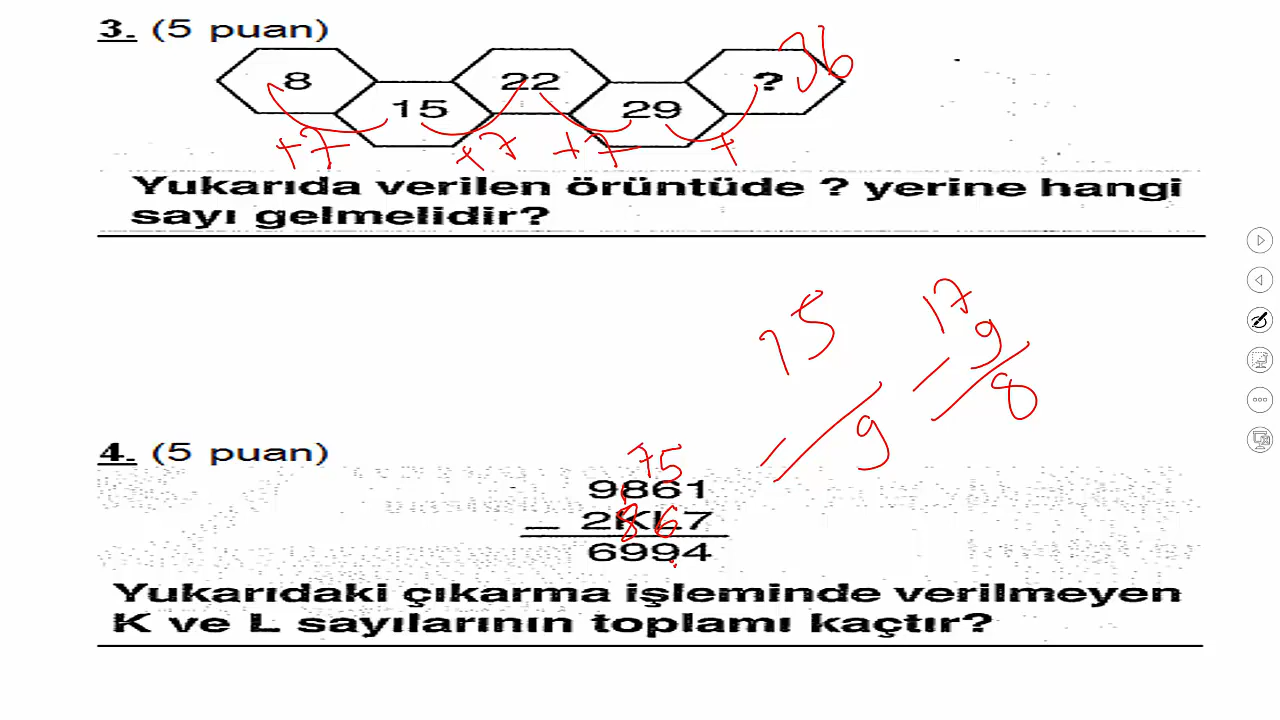 3. (5 puan)
36
8 22 ?
15 29
+7 +7 +7 +
Yukarıda verilen örüntüde ? yerine hangi
sayı gelmelidir?
17
15 9
8
9
4. (5 puan)
75
9861
- 2KL7
86
6994
Yukarıdaki çıkarma işleminde verilmeyen
K ve L sayılarının toplamı kaçtır?